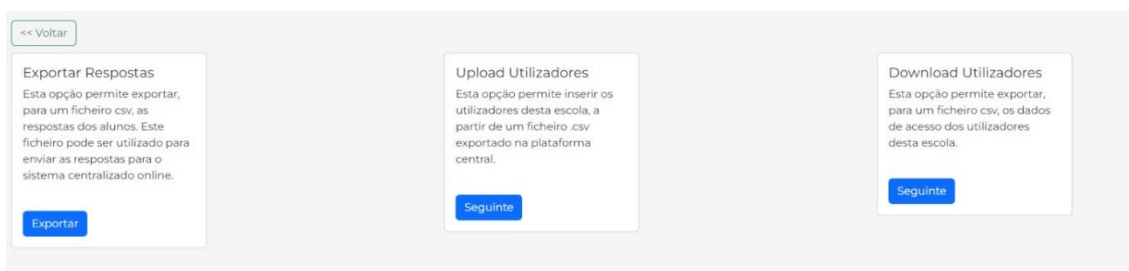 << Voltar
Exportar Respostas
Esta opção permite exportar,
para um ficheiro csv, as
respostas dos alunos. Este
ficheiro pode ser utilizado para
enviar as respostas para o
sistema centralizado online.
Exportar
Upload Utilizadores
Esta opção permite inserir os
utilizadores desta escola, a
partir de um ficheiro .csv
exportado na plataforma
central.
Seguinte
Download Utilizadores
Esta opção permite exportar,
para um ficheiro csv, os dados
de acesso dos utilizadores
desta escola.
Seguinte